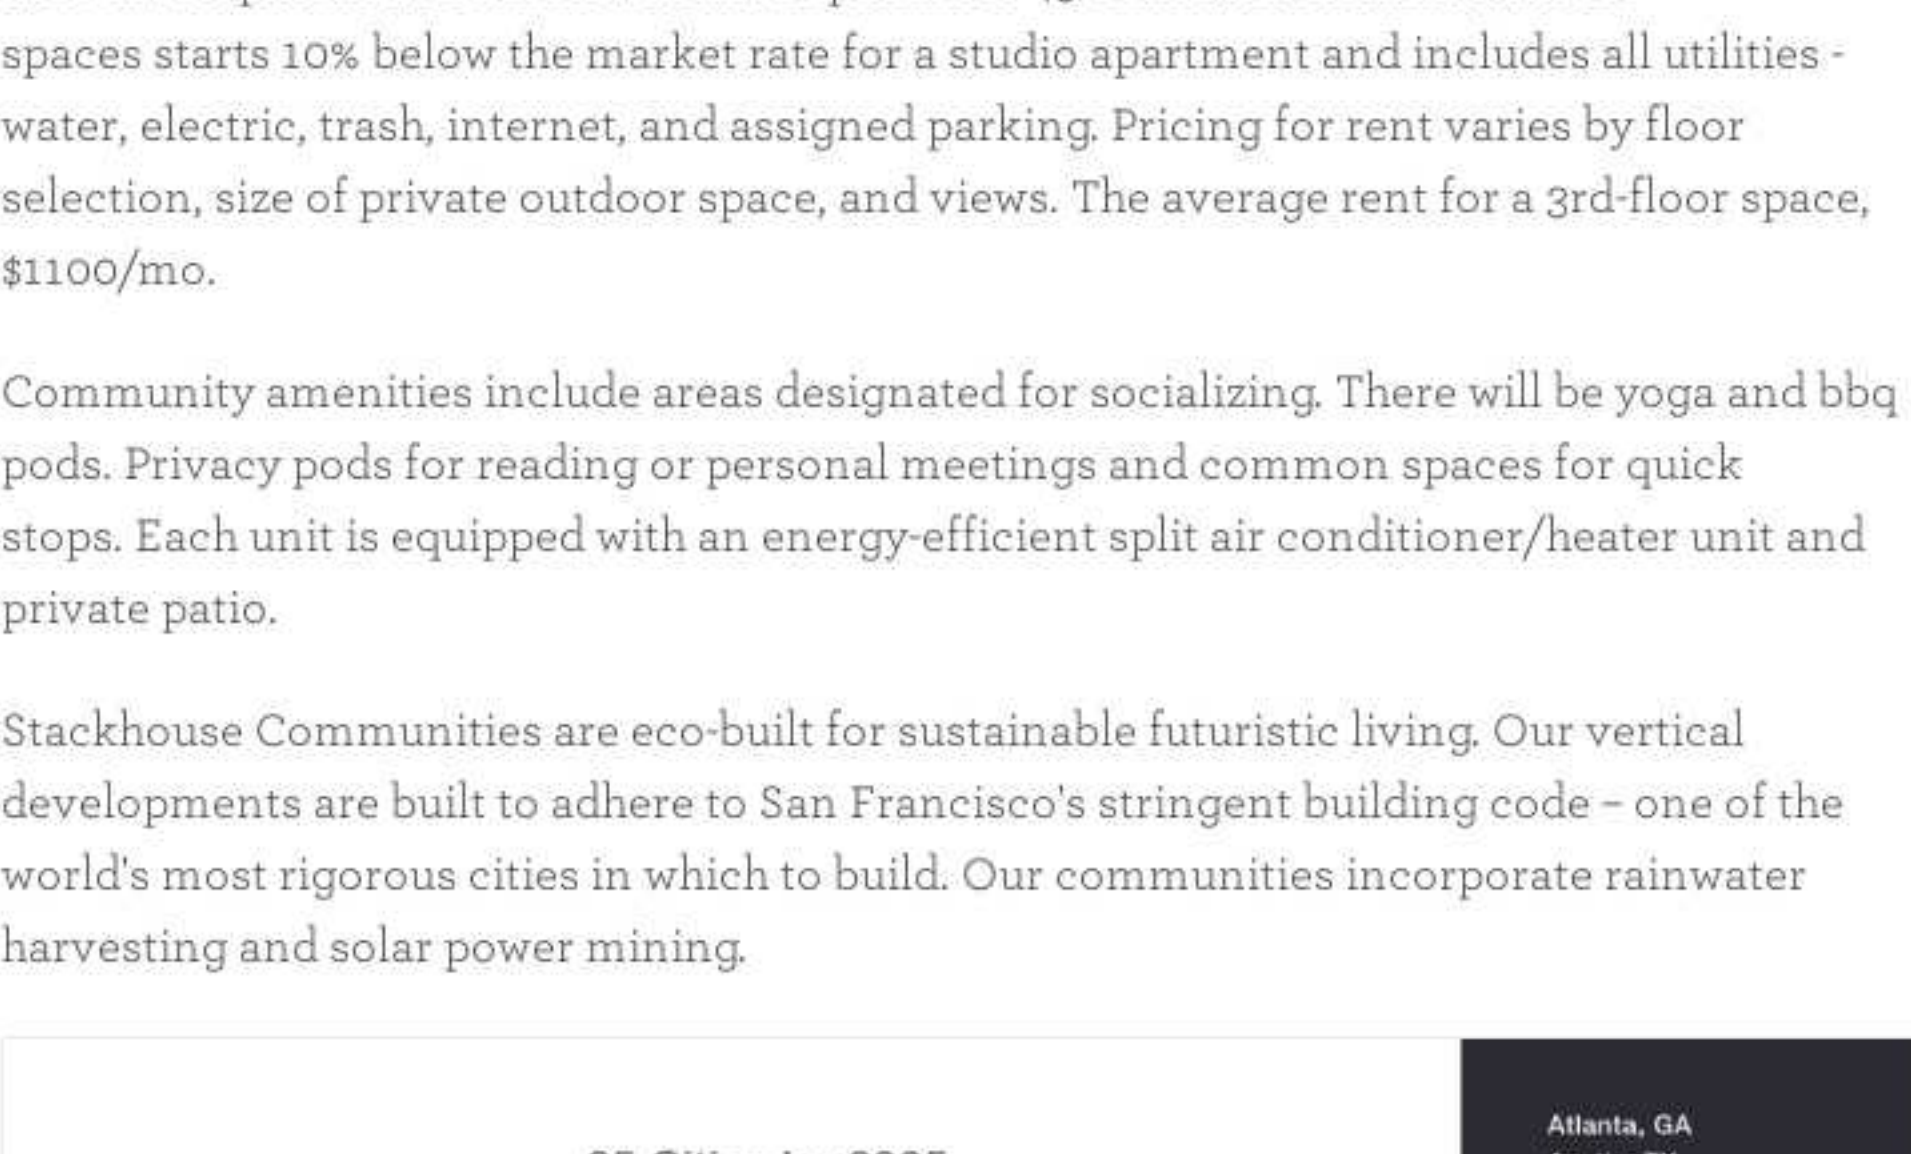 spaces starts 10% below the market rate for a studio apartment and includes all utilities -
water, electric, trash, internet, and assigned parking. Pricing for rent varies by floor
selection, size of private outdoor space, and views. The average rent for a 3rd-floor space,
$1100/mo.
Community amenities include areas designated for socializing. There will be yoga and bbq
pods. Privacy pods for reading or personal meetings and common spaces for quick
stops. Each unit is equipped with an energy-efficient split air conditioner/heater unit and
private patio.
Stackhouse Communities are eco-built for sustainable futuristic living. Our vertical
developments are built to adhere to San Francisco's stringent building code – one of the
world's most rigorous cities in which to build. Our communities incorporate rainwater
harvesting and solar power mining.
Atlanta, GA